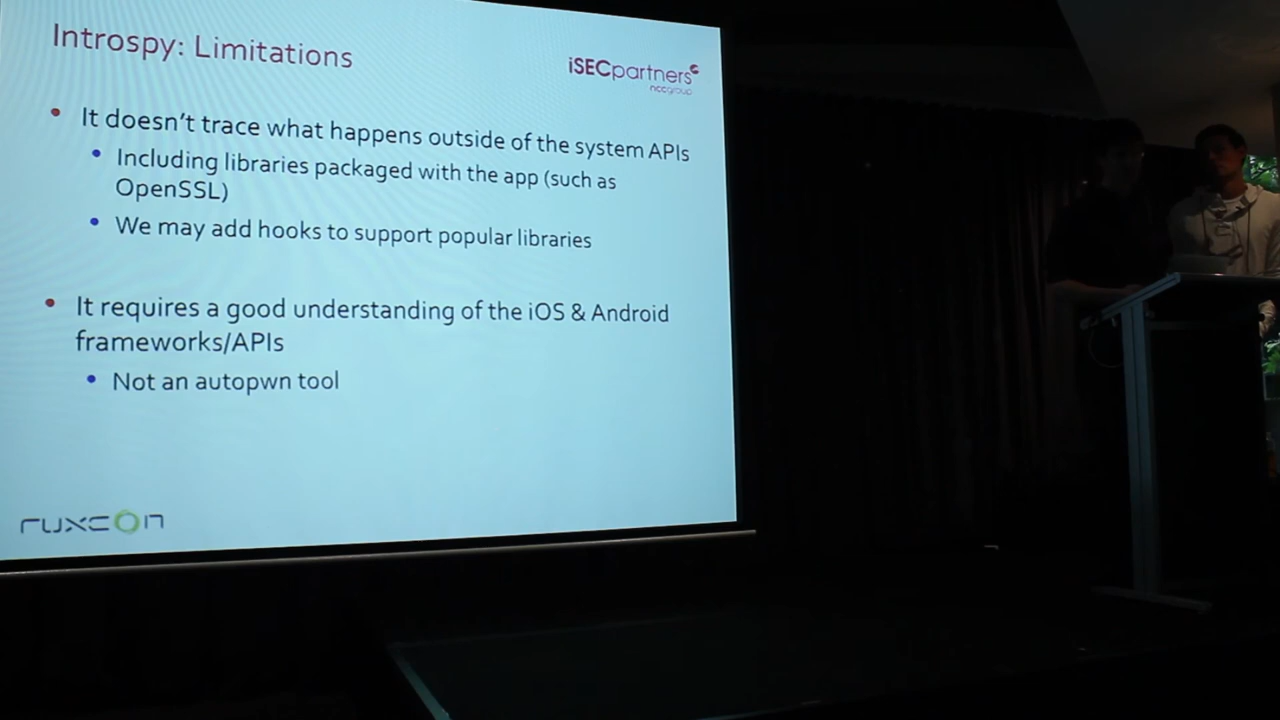 Introspy: Limitations
iSECpartners
nccgroup
It doesn't trace what happens outside of the system APIs
Including libraries packaged with the app (such as
OpenSSL)
We may add hooks to support popular libraries
It requires a good understanding of the iOS & Android
frameworks/APIs
Not an autopwn tool
ruxcon